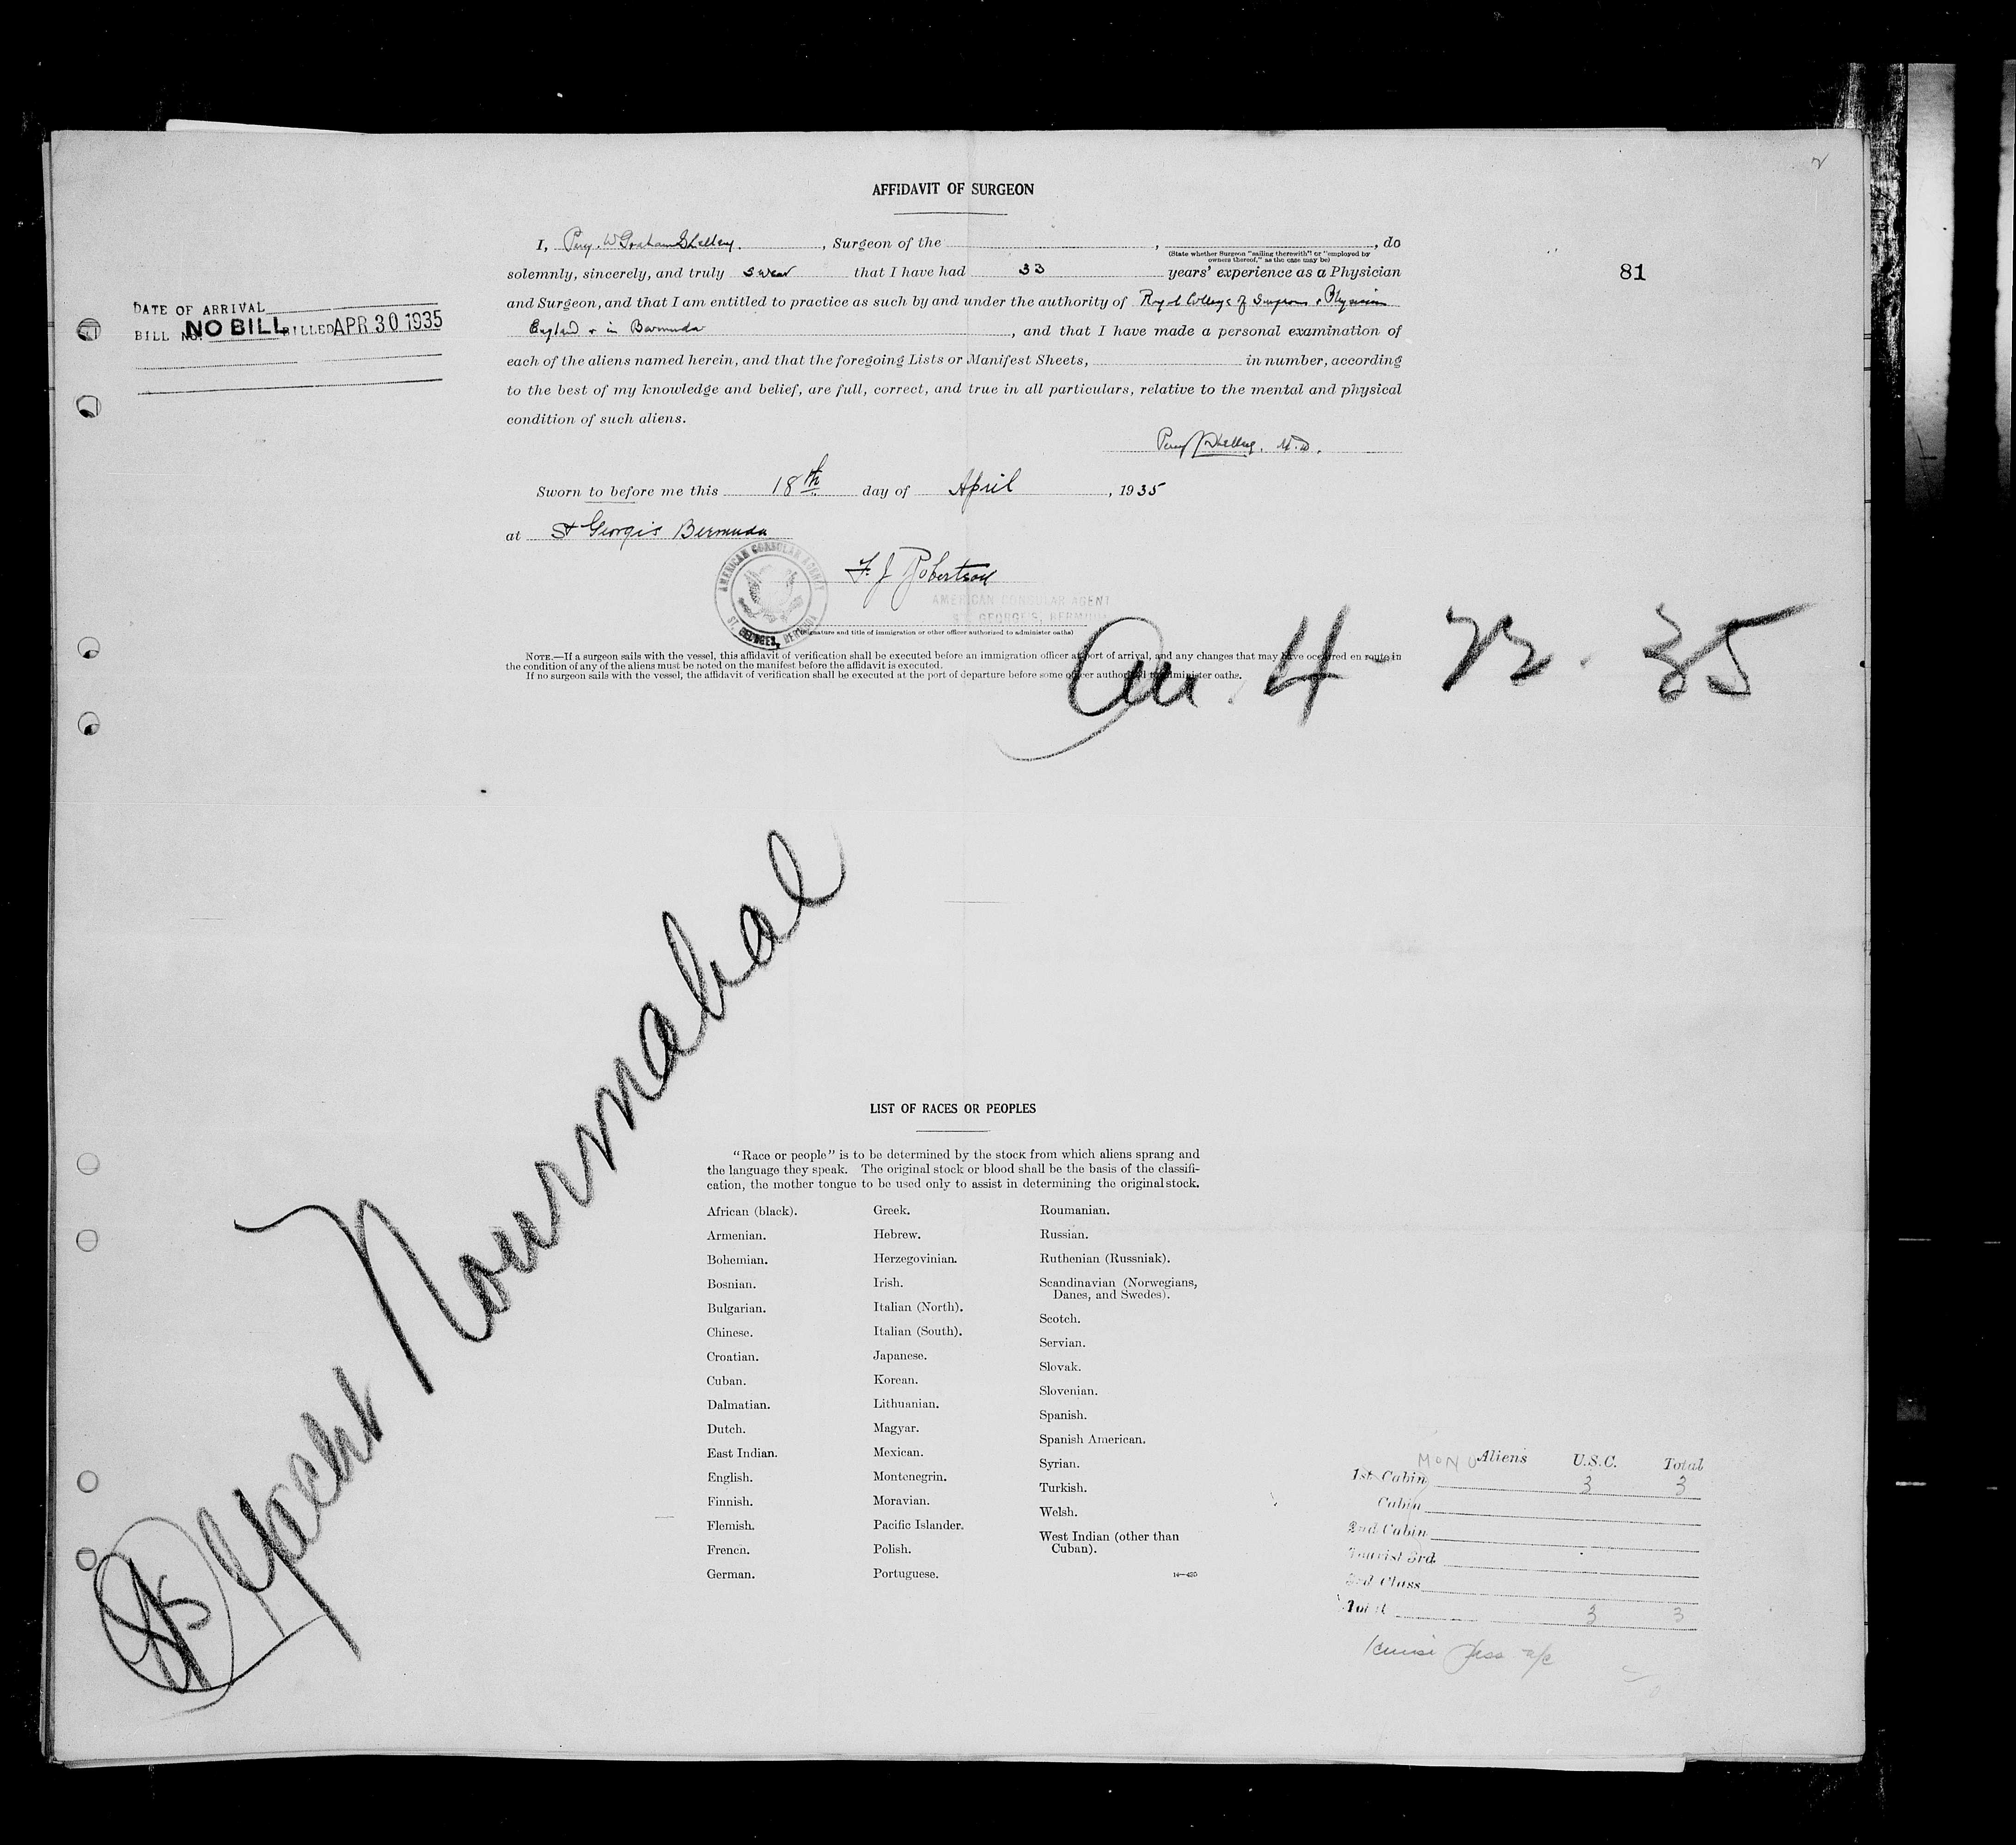 2
AFFIDAVIT OF SURGEON
I, Percy. W Graham Shelley. , Surgeon of the , , do
(State whether Surgeon "sailing therewith" or "employed by
owners thereof," as the case may be)
solemnly, sincerely, and truly swear that I have had 33 years' experience as a Physician
81
and Surgeon, and that I am entitled to practice as such by and under the authority of Royal College of Surgeons & Physicians
England & in Bermuda , and that I have made a personal examination of
each of the aliens named herein, and that the foregoing Lists or Manifest Sheets, in number, according
to the best of my knowledge and belief, are full, correct, and true in all particulars, relative to the mental and physical
condition of such aliens.
DATE OF ARRIVAL
BILL No. NO BILL BILLED APR 30 1935
Shelley. M.D.
Sworn to before me this 18th day of April , 1935
at St Georges Bermuda
AMERICAN CONSULAR AGENCY
ST. GEORGES, BERMUDA
F. J Robertson
AMERICAN CONSULAR AGENT
ST. GEORGE'S, BERMUDA
(Signature and title of immigration or other officer authorized to administer oaths)
NOTE.—If a surgeon sails with the vessel, this affidavit of verification shall be executed before an immigration officer at port of arrival, and any changes that may have occurred en route in
the condition of any of the aliens must be noted on the manifest before the affidavit is executed.
If no surgeon sails with the vessel, the affidavit of verification shall be executed at the port of departure before some officer authorized to administer oaths.
4 - 23 - 35
Yacht Nourmahal
LIST OF RACES OR PEOPLES
"Race or people" is to be determined by the stock from which aliens sprang and
the language they speak. The original stock or blood shall be the basis of the classifi-
cation, the mother tongue to be used only to assist in determining the original stock.
African (black).
Armenian.
Bohemian.
Bosnian.
Bulgarian.
Chinese.
Croatian.
Cuban.
Dalmatian.
Dutch.
East Indian.
English.
Finnish.
Flemish.
French.
German.
Greek.
Hebrew.
Herzegovinian.
Irish.
Italian (North).
Italian (South).
Japanese.
Korean.
Lithuanian.
Magyar.
Mexican.
Montenegrin.
Moravian.
Pacific Islander.
Polish.
Portuguese.
Roumanian.
Russian.
Ruthenian (Russniak).
Scandinavian (Norwegians,
Danes, and Swedes).
Scotch.
Servian.
Slovak.
Slovenian.
Spanish.
Spanish American.
Syrian.
Turkish.
Welsh.
West Indian (other than
Cuban).
14—425
Aliens U.S.C. Total
1st Cabin 3 3
Cabin
2nd Cabin
Tourist 3rd
3rd Class
Total 3 3